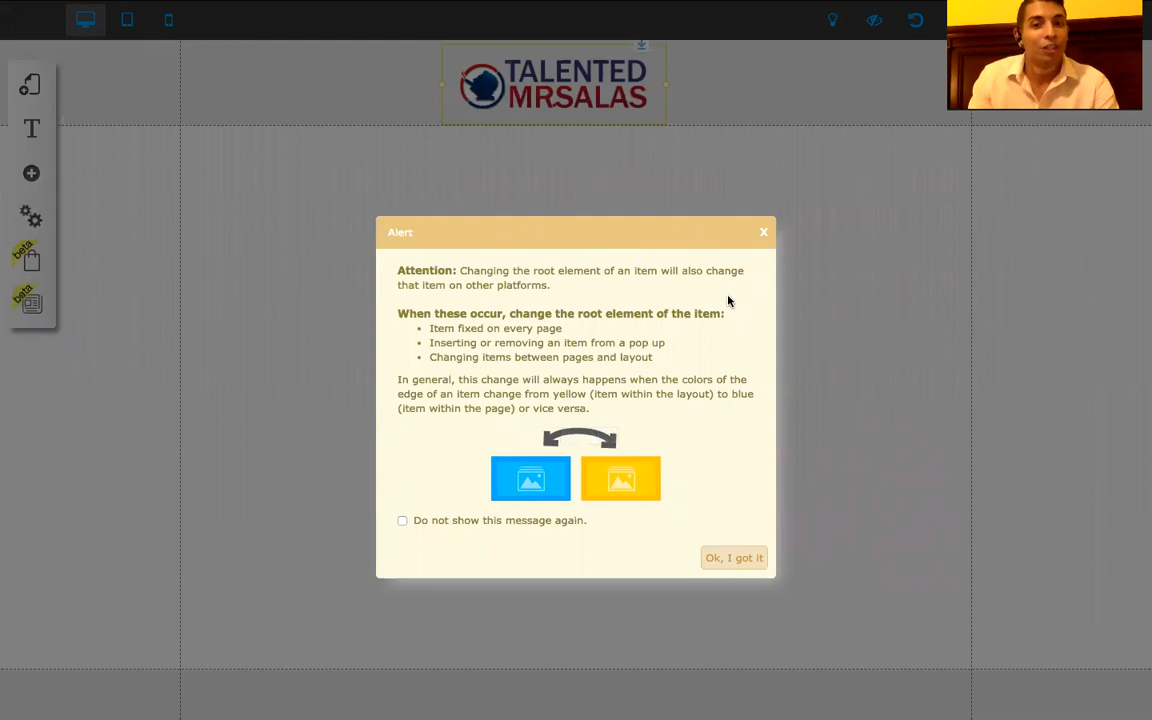 TALENTED
MRSALAS
beta
beta
Alert
X
Attention: Changing the root element of an item will also change
that item on other platforms.
When these occur, change the root element of the item:
• Item fixed on every page
• Inserting or removing an item from a pop up
• Changing items between pages and layout
In general, this change will always happens when the colors of the
edge of an item change from yellow (item within the layout) to blue
(item within the page) or vice versa.
Do not show this message again.
Ok, I got it